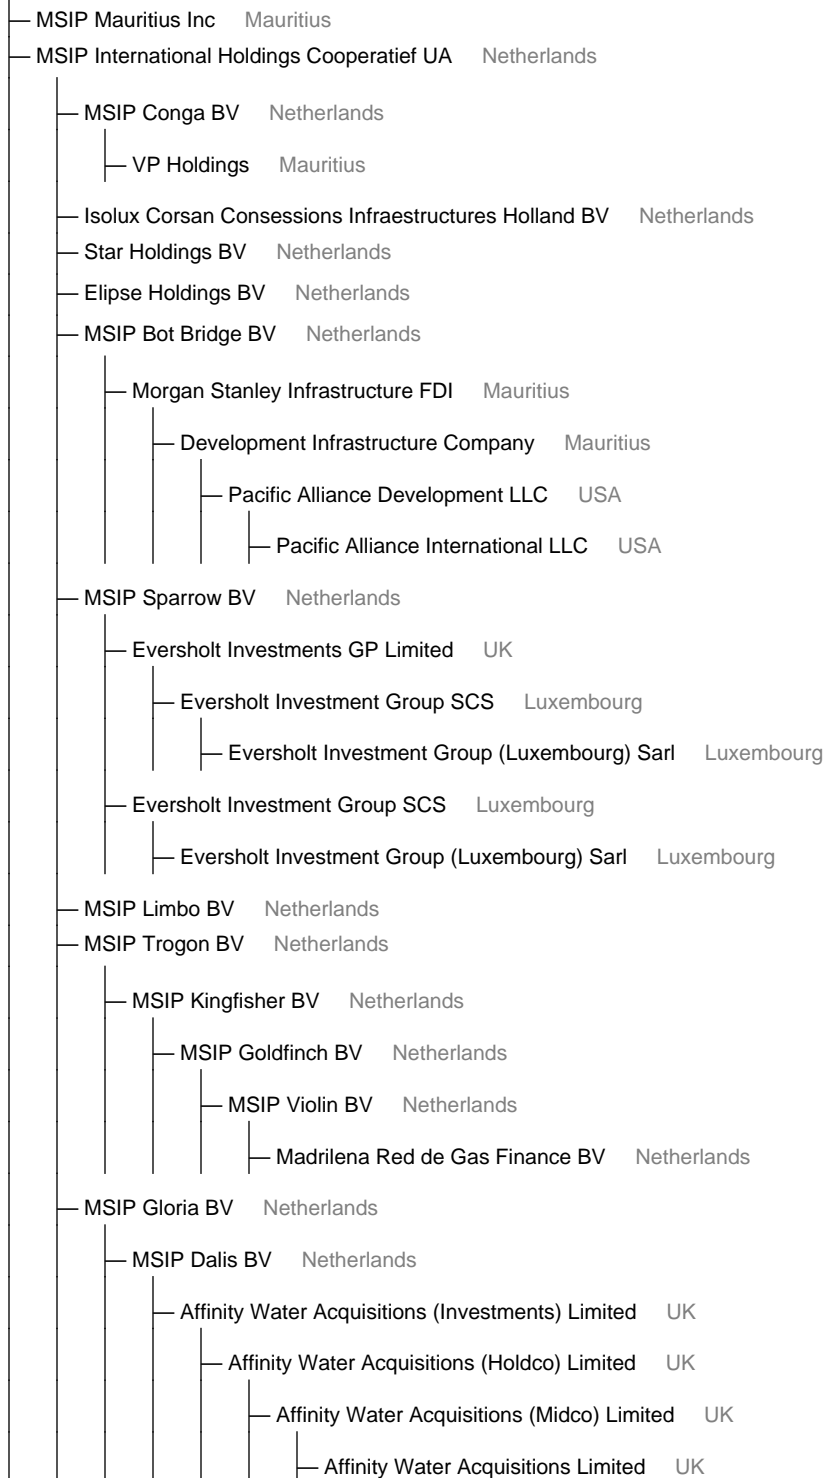 MSIP Mauritius Inc Mauritius
MSIP International Holdings Cooperatief UA Netherlands
MSIP Conga BV Netherlands
VP Holdings Mauritius
Isolux Corsan Consessions Infraestructures Holland BV Netherlands
Star Holdings BV Netherlands
Elipse Holdings BV Netherlands
MSIP Bot Bridge BV Netherlands
Morgan Stanley Infrastructure FDI Mauritius
Development Infrastructure Company Mauritius
Pacific Alliance Development LLC USA
Pacific Alliance International LLC USA
MSIP Sparrow BV Netherlands
Eversholt Investments GP Limited UK
Eversholt Investment Group SCS Luxembourg
Eversholt Investment Group (Luxembourg) Sarl Luxembourg
Eversholt Investment Group SCS Luxembourg
Eversholt Investment Group (Luxembourg) Sarl Luxembourg
MSIP Limbo BV Netherlands
MSIP Trogon BV Netherlands
MSIP Kingfisher BV Netherlands
MSIP Goldfinch BV Netherlands
MSIP Violin BV Netherlands
Madrilena Red de Gas Finance BV Netherlands
MSIP Gloria BV Netherlands
MSIP Dalis BV Netherlands
Affinity Water Acquisitions (Investments) Limited UK
Affinity Water Acquisitions (Holdco) Limited UK
Affinity Water Acquisitions (Midco) Limited UK
Affinity Water Acquisitions Limited UK